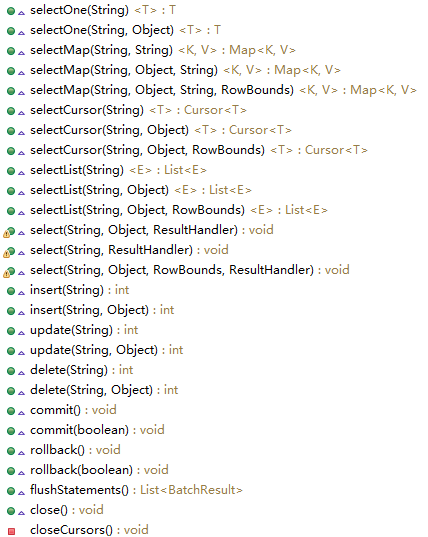 selectOne(String) <T> : T
selectOne(String, Object) <T> : T
selectMap(String, String) <K, V> : Map<K, V>
selectMap(String, Object, String) <K, V> : Map<K, V>
selectMap(String, Object, String, RowBounds) <K, V> : Map<K, V>
selectCursor(String) <T> : Cursor<T>
selectCursor(String, Object) <T> : Cursor<T>
selectCursor(String, Object, RowBounds) <T> : Cursor<T>
selectList(String) <E> : List<E>
selectList(String, Object) <E> : List<E>
selectList(String, Object, RowBounds) <E> : List<E>
select(String, Object, ResultHandler) : void
select(String, ResultHandler) : void
select(String, Object, RowBounds, ResultHandler) : void
insert(String) : int
insert(String, Object) : int
update(String) : int
update(String, Object) : int
delete(String) : int
delete(String, Object) : int
commit() : void
commit(boolean) : void
rollback() : void
rollback(boolean) : void
flushStatements() : List<BatchResult>
close() : void
closeCursors() : void